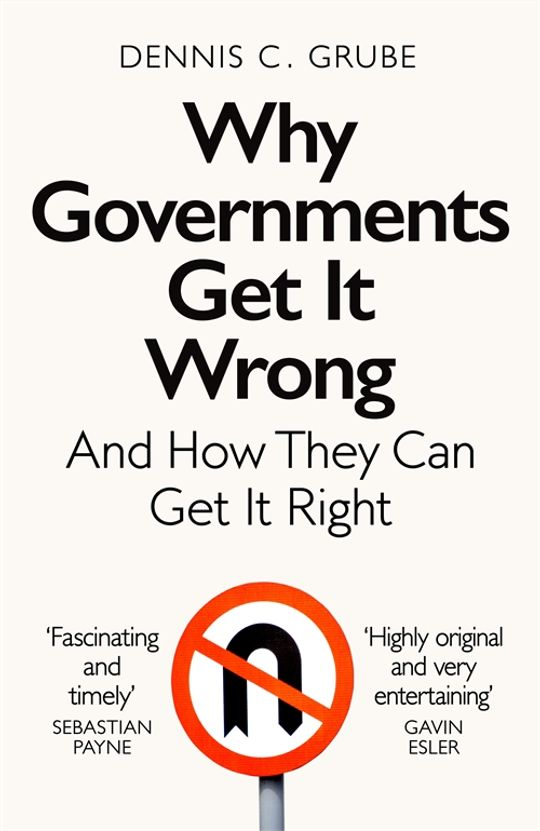 DENNIS C. GRUBE
Why
Governments
Get It
Wrong
And How They Can
Get It Right
‘Fascinating
and
timely’
SEBASTIAN
PAYNE
‘Highly original
and very
entertaining’
GAVIN
ESLER